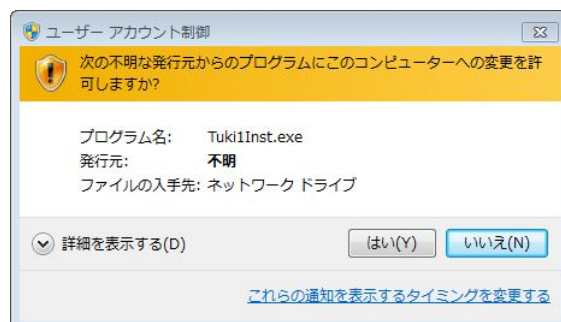 ユーザー アカウント制御
次の不明な発行元からのプログラムにこのコンピューターへの変更を許
可しますか?
プログラム名: Tuki1Inst.exe
発行元: 不明
ファイルの入手先: ネットワーク ドライブ
詳細を表示する(D) はい(Y) いいえ(N)
これらの通知を表示するタイミングを変更する